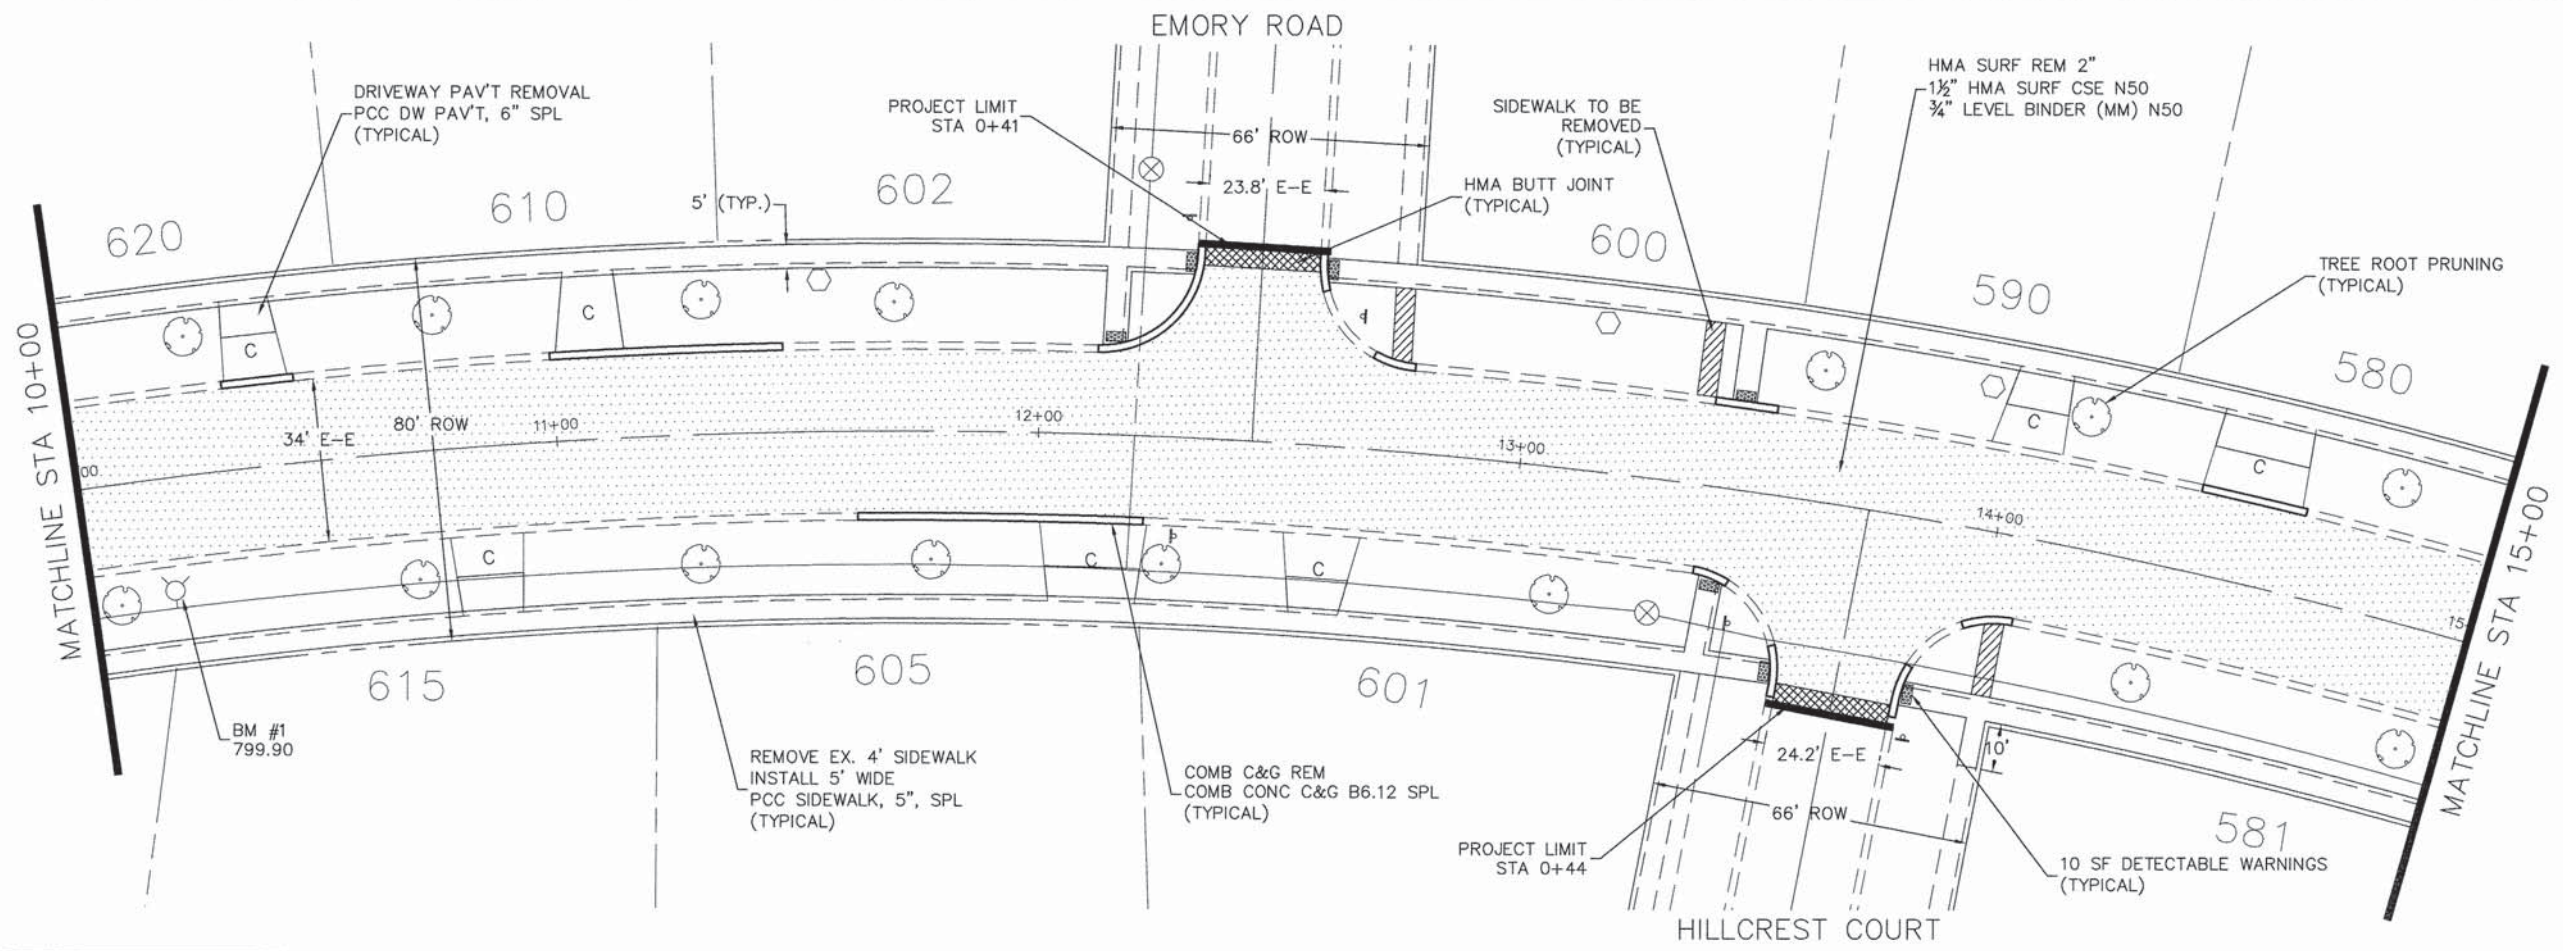 EMORY ROAD
DRIVEWAY PAV'T REMOVAL
PCC DW PAV'T, 6" SPL
(TYPICAL)
PROJECT LIMIT
STA 0+41
66' ROW
23.8' E-E
SIDEWALK TO BE
REMOVED
(TYPICAL)
HMA BUTT JOINT
(TYPICAL)
HMA SURF REM 2"
1½" HMA SURF CSE N50
¾" LEVEL BINDER (MM) N50
TREE ROOT PRUNING
(TYPICAL)
620
610
602
5' (TYP.)
600
590
580
MATCHLINE STA 10+00
C
C
C
C
34' E-E
80' ROW
00
11+00
12+00
13+00
14+00
15
C
C
C
MATCHLINE STA 15+00
615
605
601
581
BM #1
799.90
REMOVE EX. 4' SIDEWALK
INSTALL 5' WIDE
PCC SIDEWALK, 5", SPL
(TYPICAL)
COMB C&G REM
COMB CONC C&G B6.12 SPL
(TYPICAL)
24.2' E-E
10'
66' ROW
PROJECT LIMIT
STA 0+44
10 SF DETECTABLE WARNINGS
(TYPICAL)
HILLCREST COURT